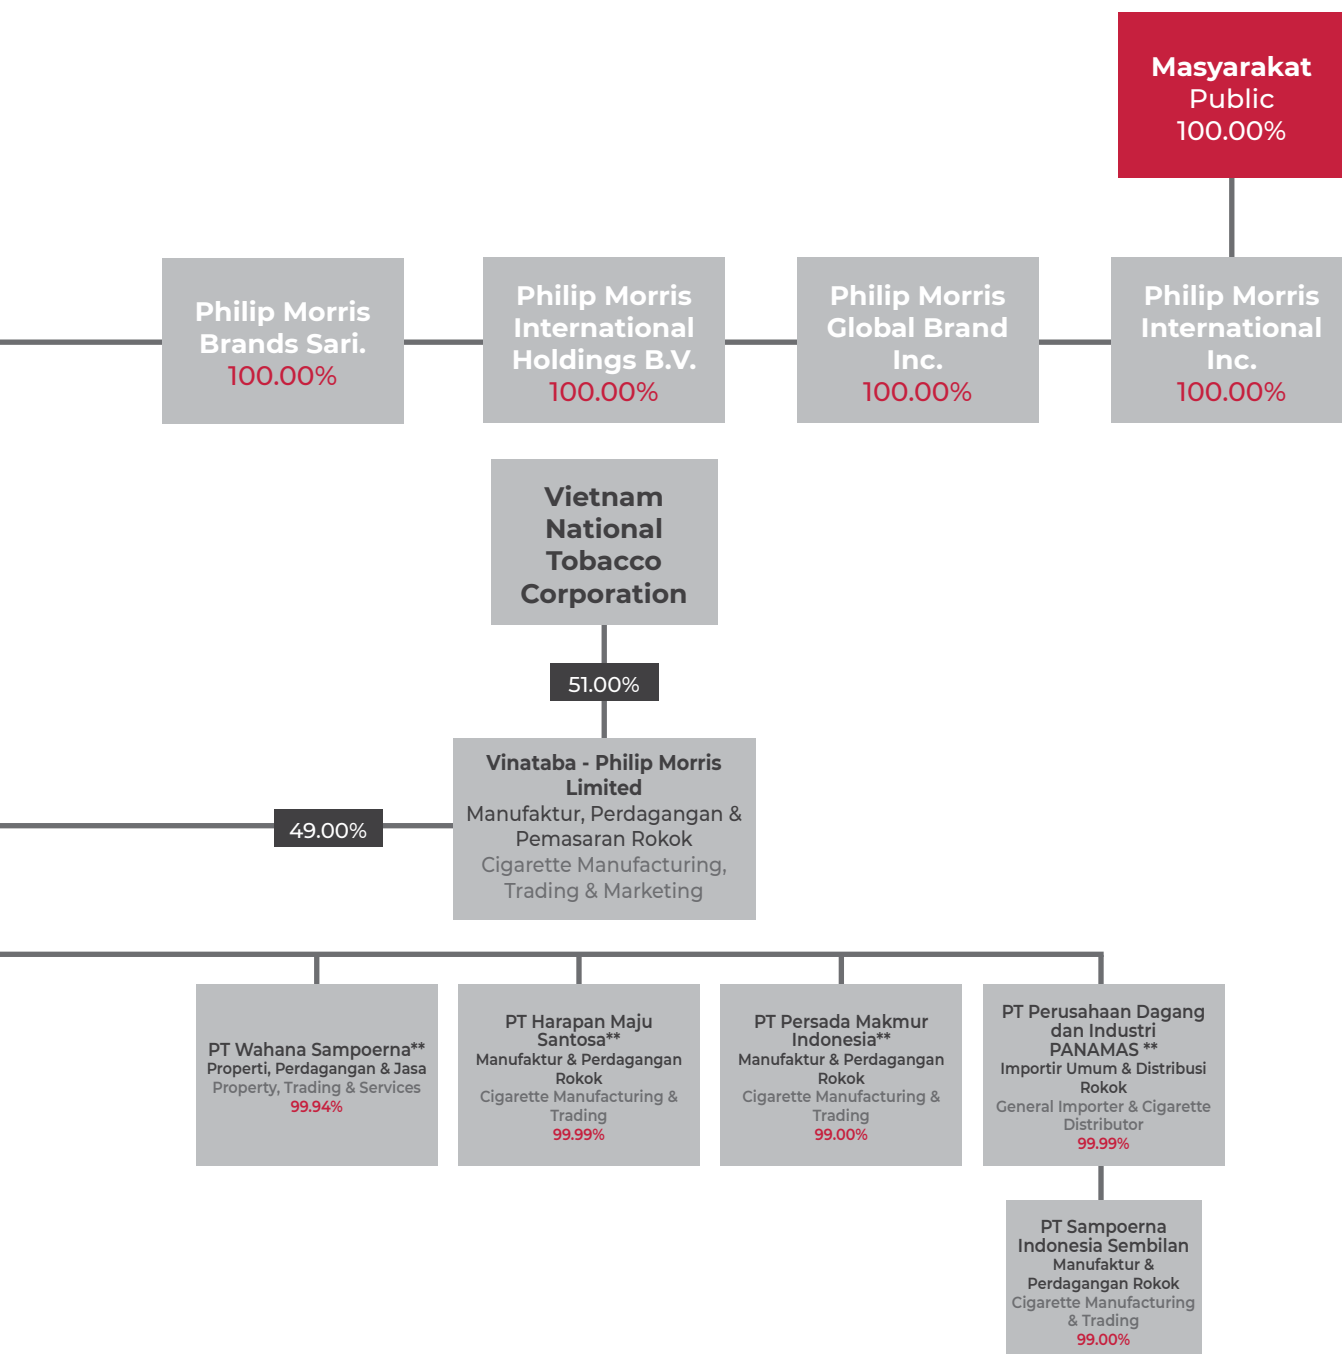 Masyarakat
Public
100.00%
Philip Morris
Brands Sari.
100.00%
Philip Morris
International
Holdings B.V.
100.00%
Philip Morris
Global Brand
Inc.
100.00%
Philip Morris
International
Inc.
100.00%
Vietnam
National
Tobacco
Corporation
51.00%
Vinataba - Philip Morris
Limited
Manufaktur, Perdagangan &
Pemasaran Rokok
Cigarette Manufacturing,
Trading & Marketing
49.00%
PT Wahana Sampoerna**
Properti, Perdagangan & Jasa
Property, Trading & Services
99.94%
PT Harapan Maju
Santosa**
Manufaktur & Perdagangan
Rokok
Cigarette Manufacturing &
Trading
99.99%
PT Persada Makmur
Indonesia**
Manufaktur & Perdagangan
Rokok
Cigarette Manufacturing &
Trading
99.00%
PT Perusahaan Dagang
dan Industri
PANAMAS **
Importir Umum & Distribusi
Rokok
General Importer & Cigarette
Distributor
99.99%
PT Sampoerna
Indonesia Sembilan
Manufaktur &
Perdagangan Rokok
Cigarette Manufacturing
& Trading
99.00%